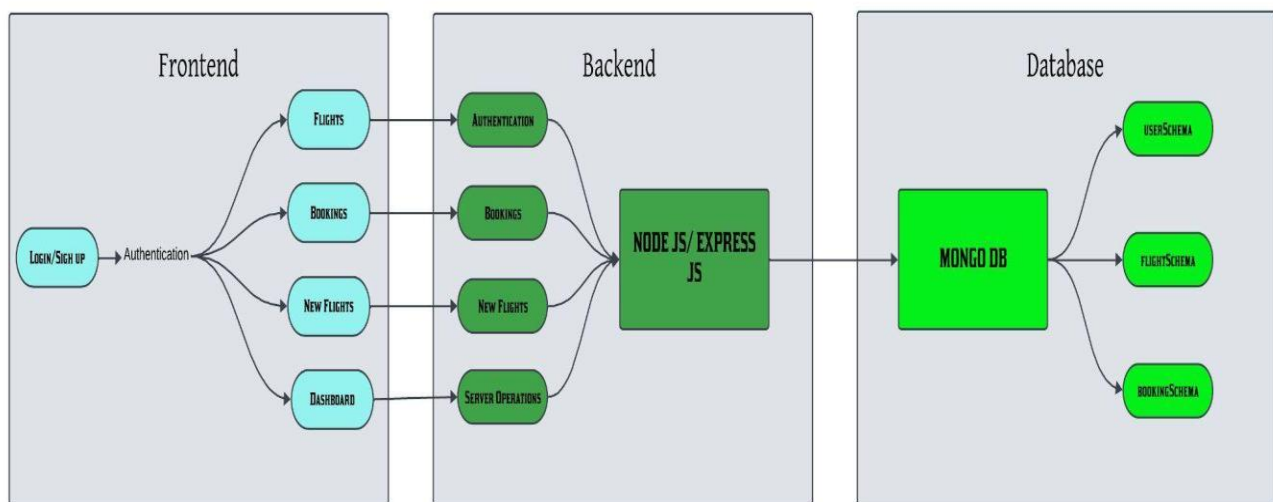 Frontend
Login/Sign up
Authentication
Flights
Bookings
New Flights
Dashboard
Backend
Authentication
Bookings
New Flights
Server Operations
NODE JS/ EXPRESS
JS
Database
MONGO DB
userSchema
flightSchema
bookingSchema